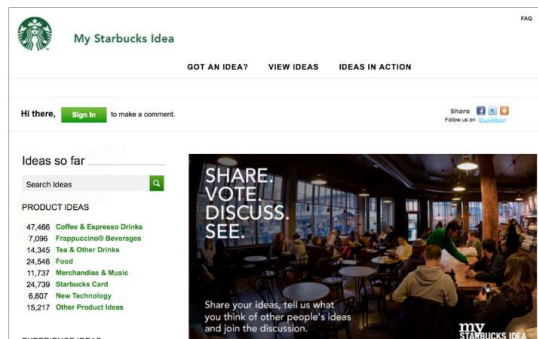 FAQ
My Starbucks Idea
GOT AN IDEA? VIEW IDEAS IDEAS IN ACTION
Hi there, Sign In to make a comment.
Share
Follow us on
Ideas so far
Search Ideas
PRODUCT IDEAS
47,466 Coffee & Espresso Drinks
7,096 Frappuccino® Beverages
14,345 Tea & Other Drinks
24,546 Food
11,737 Merchandise & Music
24,739 Starbucks Card
6,607 New Technology
15,217 Other Product Ideas
SHARE.
VOTE.
DISCUSS.
SEE.
Share your ideas, tell us what
you think of other people's ideas
and join the discussion.
my
STARBUCKS IDEA